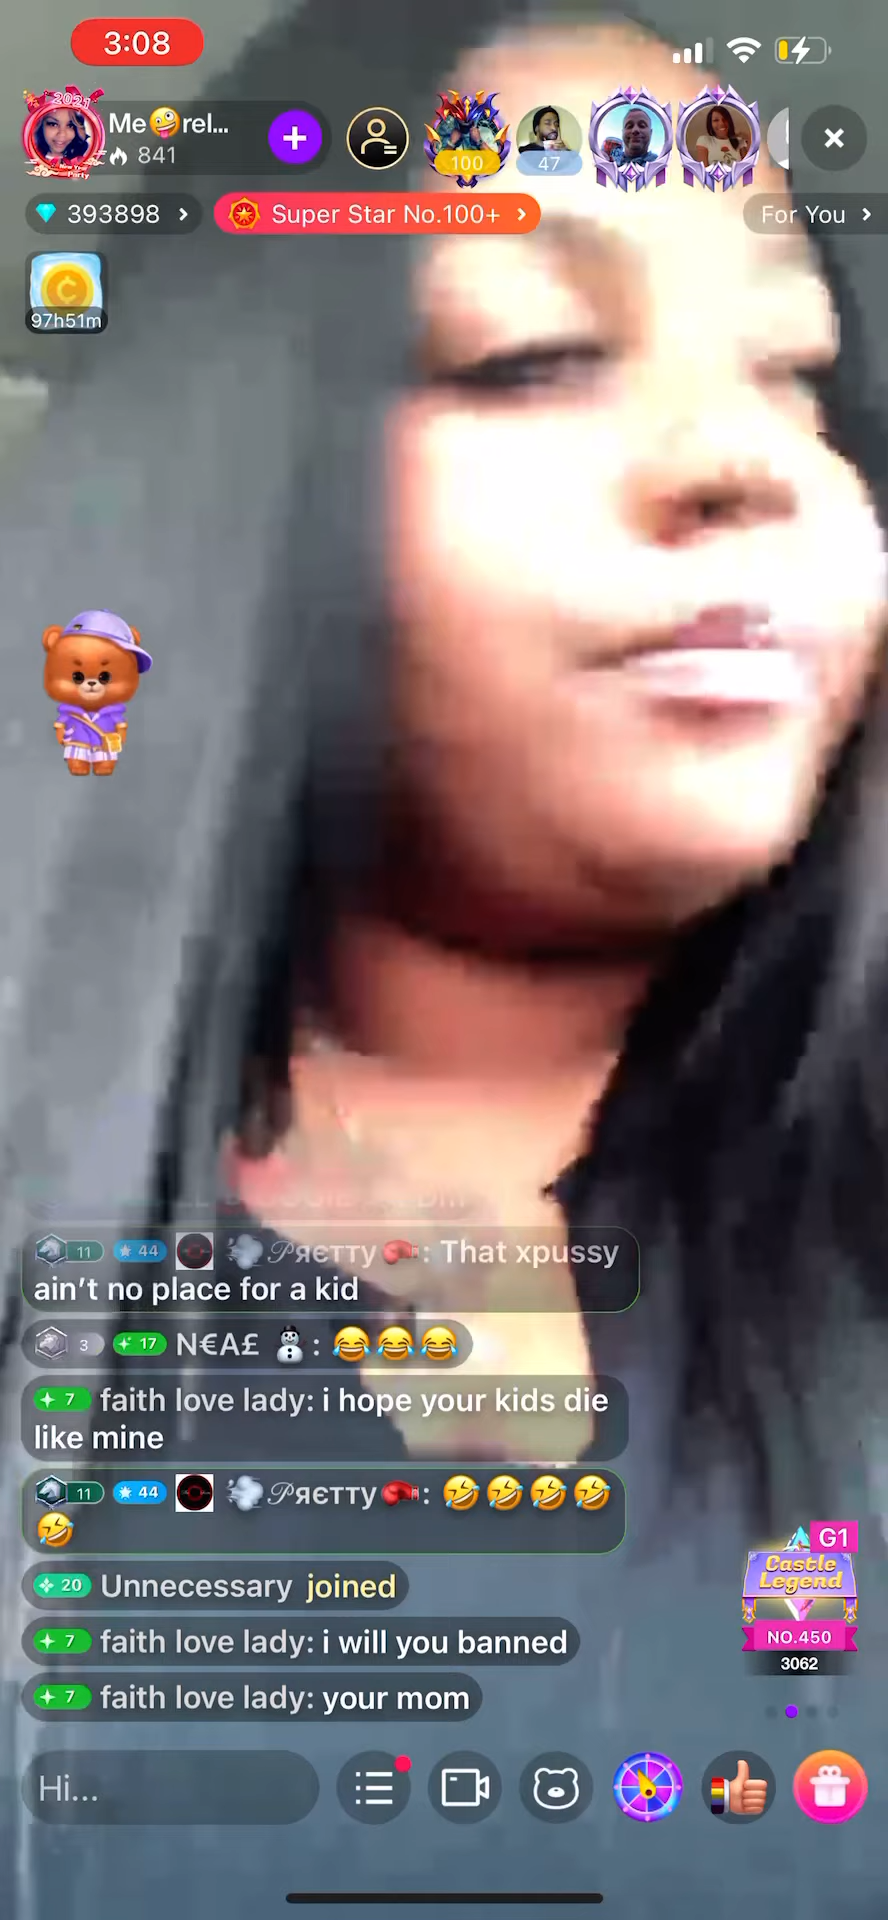 3:08
2021
Me🤪rel...
841
100
47
393898
Super Star No.100+
For You
97h51m
11 44 💨𝒫яєтту🥊: That xpussy
ain't no place for a kid
3 17 N€A£ ⛄: 😂😂😂
7 faith love lady: i hope your kids die
like mine
11 44 💨𝒫яєтту🥊: 🤣🤣🤣🤣
🤣
20 Unnecessary joined
7 faith love lady: i will you banned
7 faith love lady: your mom
G1
Castle
Legend
NO.450
3062
Hi...